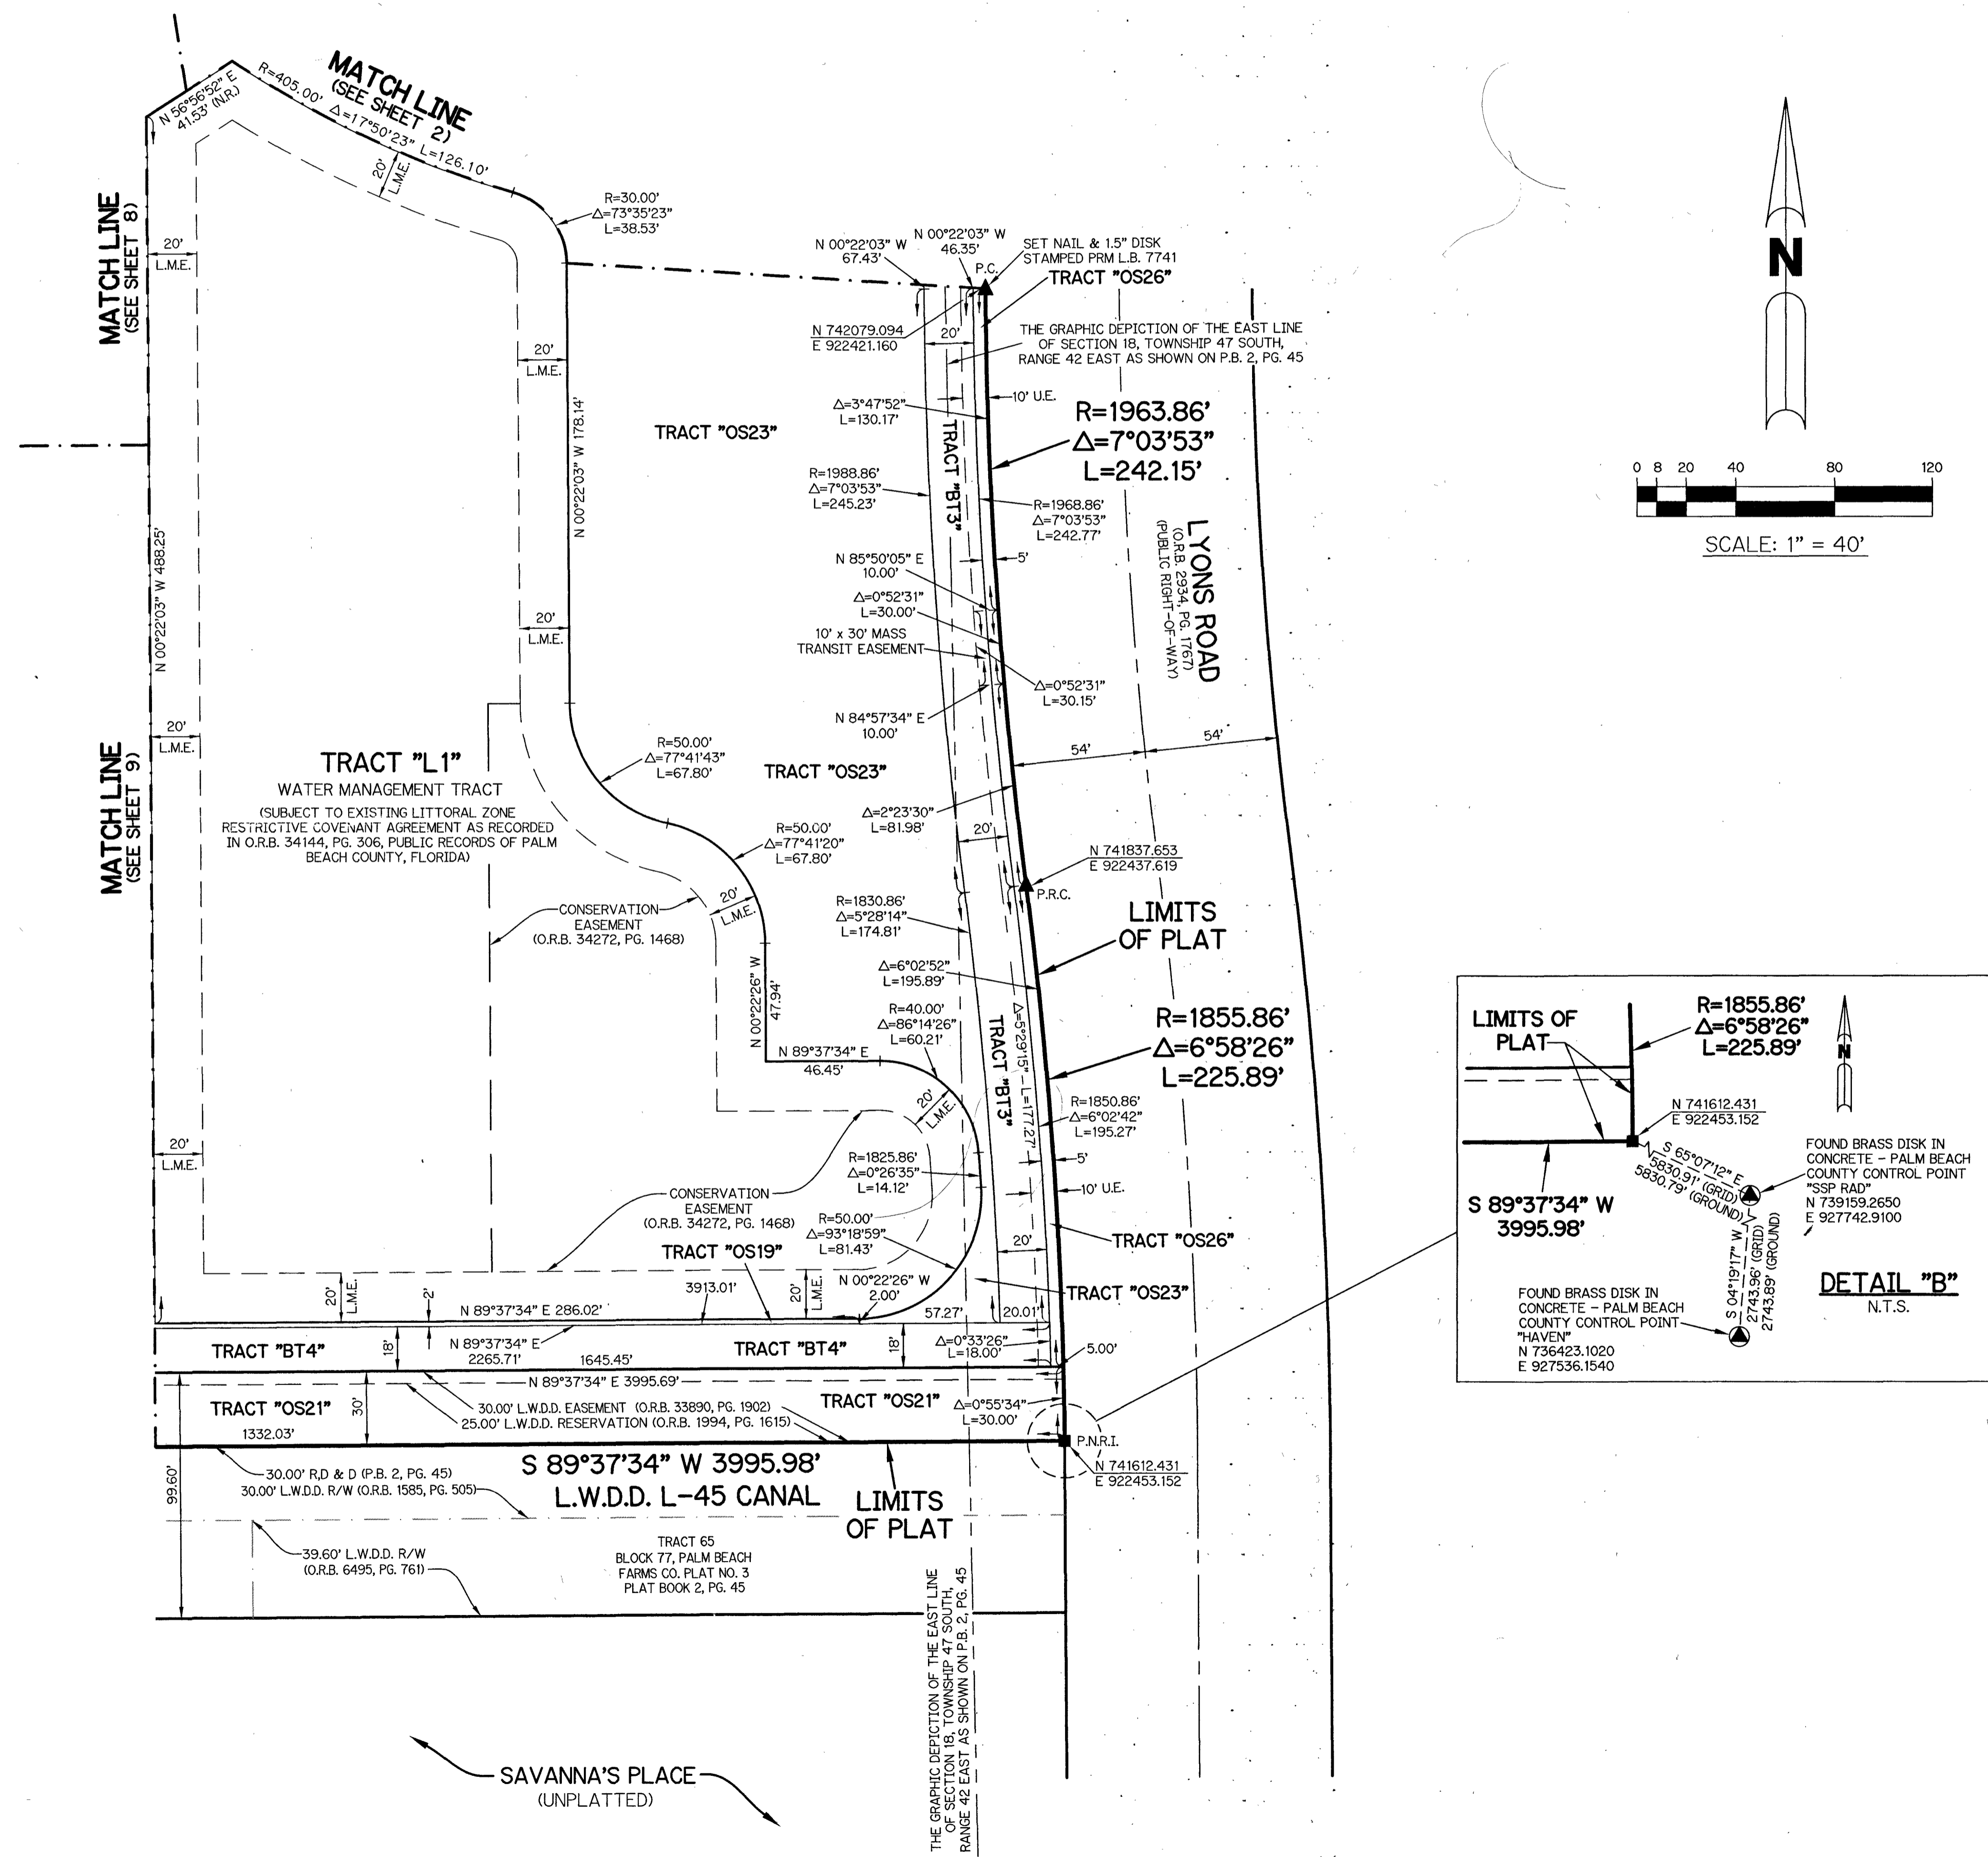 MATCH LINE
(SEE SHEET 2)
N 56°56'52" E
41.53' (N.R.)
R=405.00' Δ=17°50'23" L=126.10'
20'
L.M.E.
MATCH LINE
(SEE SHEET 8)
20'
L.M.E.
R=30.00'
Δ=73°35'23"
L=38.53'
N 00°22'03" W
67.43'
N 00°22'03" W
46.35'
P.C.
SET NAIL & 1.5" DISK
STAMPED PRM L.B. 7741
TRACT "OS26"
N 742079.094
E 922421.160
20'
THE GRAPHIC DEPICTION OF THE EAST LINE
OF SECTION 18, TOWNSHIP 47 SOUTH,
RANGE 42 EAST AS SHOWN ON P.B. 2, PG. 45
20'
L.M.E.
N 00°22'03" W 178.14'
TRACT "OS23"
10' U.E.
Δ=3°47'52"
L=130.17'
R=1963.86'
Δ=7°03'53"
L=242.15'
TRACT "BT3"
R=1988.86'
Δ=7°03'53"
L=245.23'
R=1968.86'
Δ=7°03'53"
L=242.77'
LYONS ROAD
(O.R.B. 2934, PG. 1767)
(PUBLIC RIGHT-OF-WAY)
N 85°50'05" E
10.00'
5'
Δ=0°52'31"
L=30.00'
10' x 30' MASS
TRANSIT EASEMENT
Δ=0°52'31"
L=30.15'
N 84°57'34" E
10.00'
54'
54'
N 00°22'03" W 488.25'
20'
L.M.E.
MATCH LINE
(SEE SHEET 9)
20'
L.M.E.
TRACT "L1"
WATER MANAGEMENT TRACT
(SUBJECT TO EXISTING LITTORAL ZONE
RESTRICTIVE COVENANT AGREEMENT AS RECORDED
IN O.R.B. 34144, PG. 306, PUBLIC RECORDS OF PALM
BEACH COUNTY, FLORIDA)
R=50.00'
Δ=77°41'43"
L=67.80'
TRACT "OS23"
R=50.00'
Δ=77°41'20"
L=67.80'
Δ=2°23'30"
L=81.98'
20'
N 741837.653
E 922437.619
P.R.C.
20'
L.M.E.
CONSERVATION
EASEMENT
(O.R.B. 34272, PG. 1468)
R=1830.86'
Δ=5°28'14"
L=174.81'
LIMITS
OF PLAT
Δ=6°02'52"
L=195.89'
N 00°22'26" W
47.94'
R=40.00'
Δ=86°14'26"
L=60.21'
N 89°37'34" E
46.45'
20'
L.M.E.
TRACT "BT3"
Δ=5°29'15" - L=177.27'
R=1855.86'
Δ=6°58'26"
L=225.89'
R=1850.86'
Δ=6°02'42"
L=195.27'
5'
10' U.E.
20'
L.M.E.
R=1825.86'
Δ=0°26'35"
L=14.12'
CONSERVATION
EASEMENT
(O.R.B. 34272, PG. 1468)
R=50.00'
Δ=93°18'59"
L=81.43'
20'
TRACT "OS26"
TRACT "OS19"
TRACT "OS23"
20'
L.M.E.
2'
3913.01'
20'
L.M.E.
N 00°22'26" W
2.00'
N 89°37'34" E 286.02'
57.27'
20.01'
TRACT "BT4"
18'
N 89°37'34" E
2265.71'
1645.45'
TRACT "BT4"
18'
Δ=0°33'26"
L=18.00'
5.00'
N 89°37'34" E 3995.69'
TRACT "OS21"
30'
30.00' L.W.D.D. EASEMENT (O.R.B. 33890, PG. 1902)
25.00' L.W.D.D. RESERVATION (O.R.B. 1994, PG. 1615)
TRACT "OS21"
Δ=0°55'34"
L=30.00'
1332.03'
P.N.R.I.
N 741612.431
E 922453.152
99.60'
30.00' R,D & D (P.B. 2, PG. 45)
30.00' L.W.D.D. R/W (O.R.B. 1585, PG. 505)
S 89°37'34" W 3995.98'
L.W.D.D. L-45 CANAL
LIMITS
OF PLAT
39.60' L.W.D.D. R/W
(O.R.B. 6495, PG. 761)
TRACT 65
BLOCK 77, PALM BEACH
FARMS CO. PLAT NO. 3
PLAT BOOK 2, PG. 45
THE GRAPHIC DEPICTION OF THE EAST LINE
OF SECTION 18, TOWNSHIP 47 SOUTH,
RANGE 42 EAST AS SHOWN ON P.B. 2, PG. 45
SAVANNA'S PLACE
(UNPLATTED)
N
0 8 20 40 80 120
SCALE: 1" = 40'
LIMITS OF
PLAT
R=1855.86'
Δ=6°58'26"
L=225.89'
N
N 741612.431
E 922453.152
S 65°07'12" E
5830.91' (GRID)
5830.79' (GROUND)
FOUND BRASS DISK IN
CONCRETE - PALM BEACH
COUNTY CONTROL POINT
"SSP RAD"
N 739159.2650
E 927742.9100
S 89°37'34" W
3995.98'
S 04°19'17" W
2743.96' (GRID)
2743.89' (GROUND)
FOUND BRASS DISK IN
CONCRETE - PALM BEACH
COUNTY CONTROL POINT
"HAVEN"
N 736423.1020
E 927536.1540
DETAIL "B"
N.T.S.